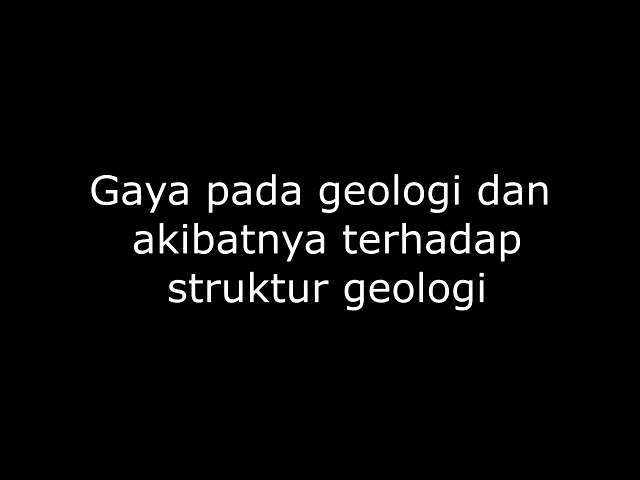 Gaya pada geologi dan
akibatnya terhadap
struktur geologi